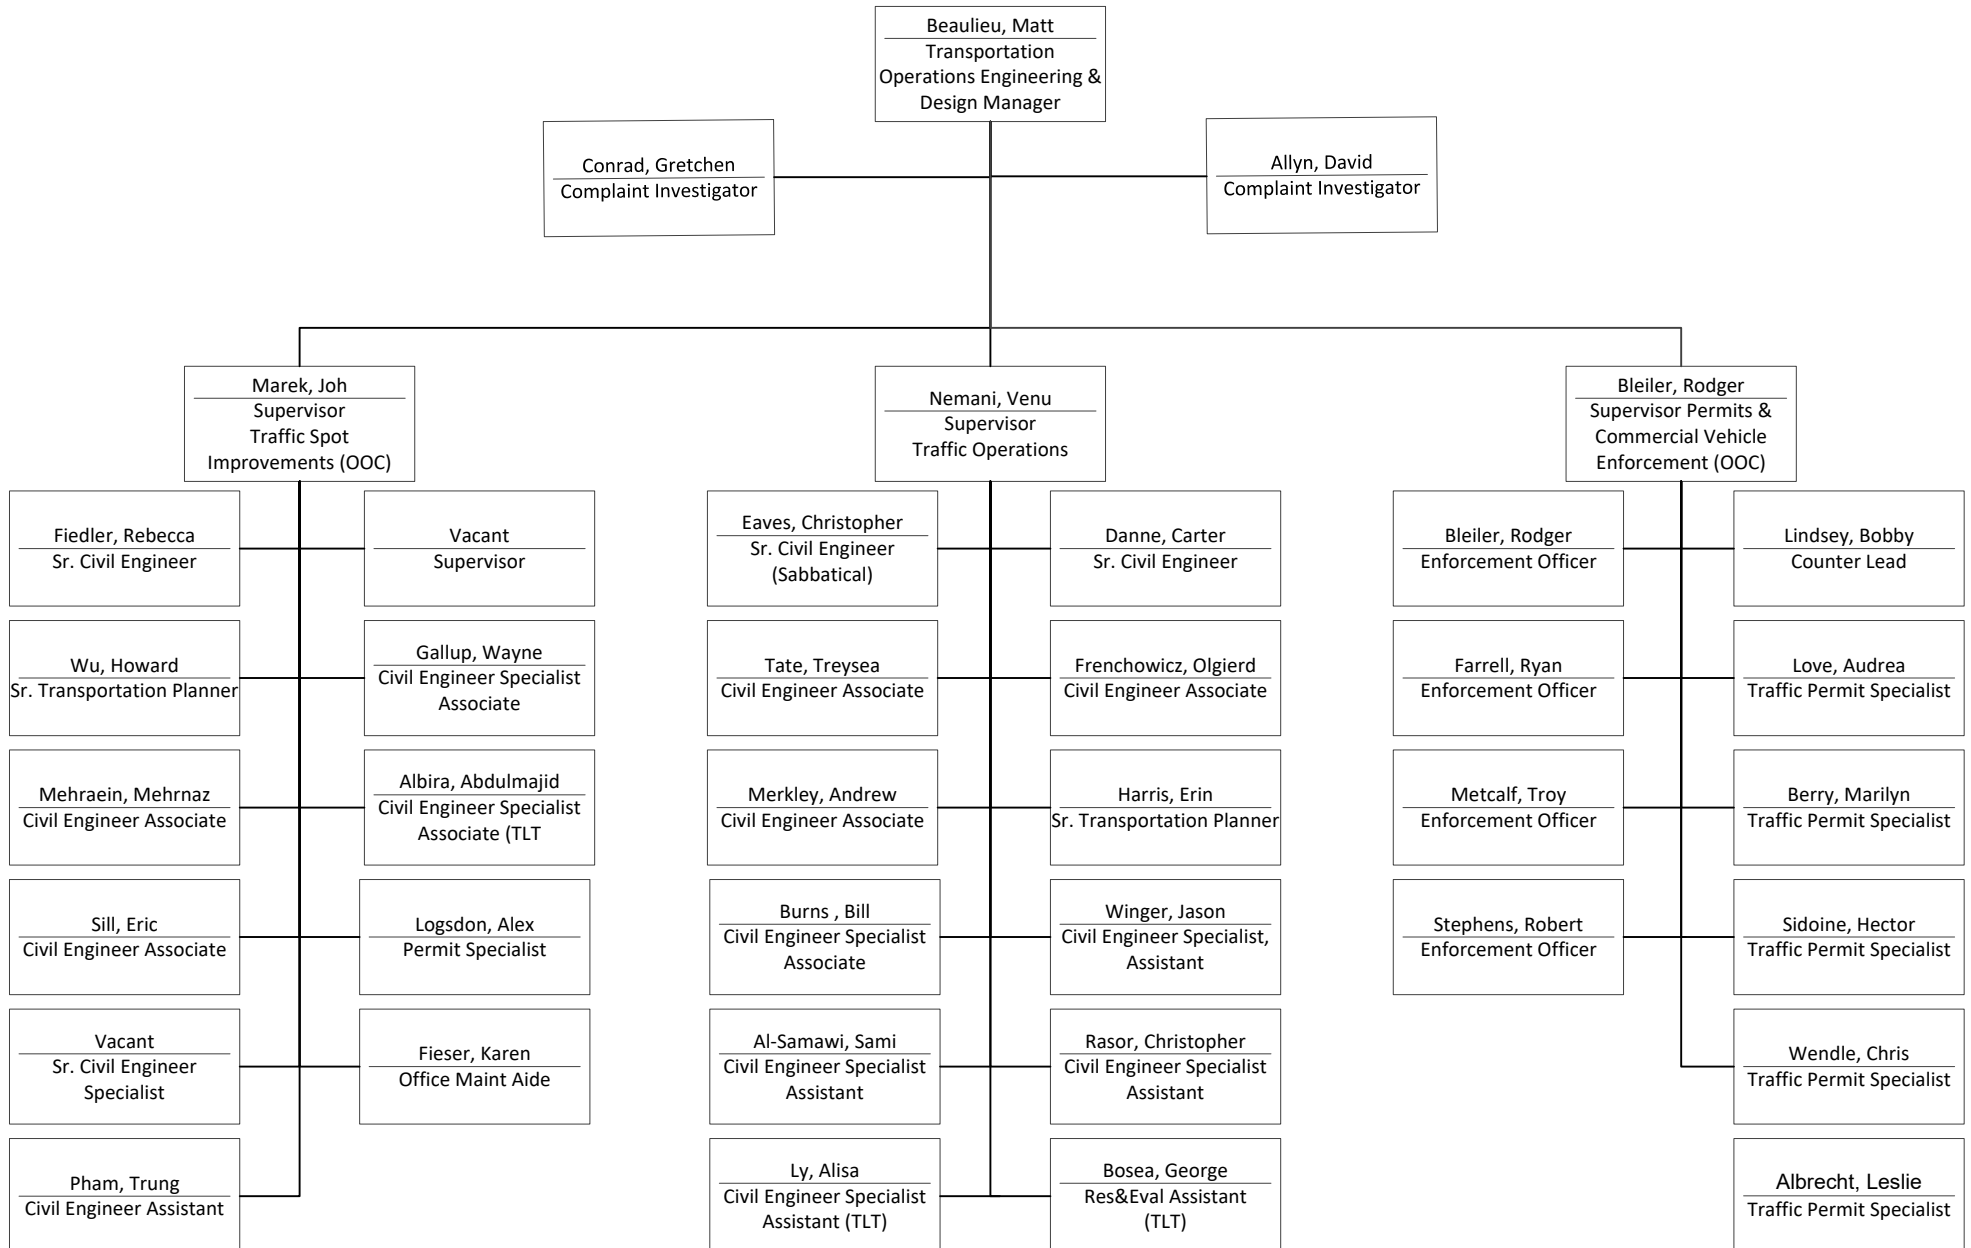 Beaulieu, Matt
Transportation
Operations Engineering &
Design Manager
Conrad, Gretchen
Complaint Investigator
Allyn, David
Complaint Investigator
Marek, Joh
Supervisor
Traffic Spot
Improvements (OOC)
Nemani, Venu
Supervisor
Traffic Operations
Bleiler, Rodger
Supervisor Permits &
Commercial Vehicle
Enforcement (OOC)
Fiedler, Rebecca
Sr. Civil Engineer
Vacant
Supervisor
Eaves, Christopher
Sr. Civil Engineer
(Sabbatical)
Danne, Carter
Sr. Civil Engineer
Bleiler, Rodger
Enforcement Officer
Lindsey, Bobby
Counter Lead
Wu, Howard
Sr. Transportation Planner
Gallup, Wayne
Civil Engineer Specialist
Associate
Tate, Treysea
Civil Engineer Associate
Frenchowicz, Olgierd
Civil Engineer Associate
Farrell, Ryan
Enforcement Officer
Love, Audrea
Traffic Permit Specialist
Mehraein, Mehrnaz
Civil Engineer Associate
Albira, Abdulmajid
Civil Engineer Specialist
Associate (TLT
Merkley, Andrew
Civil Engineer Associate
Harris, Erin
Sr. Transportation Planner
Metcalf, Troy
Enforcement Officer
Berry, Marilyn
Traffic Permit Specialist
Sill, Eric
Civil Engineer Associate
Logsdon, Alex
Permit Specialist
Burns , Bill
Civil Engineer Specialist
Associate
Winger, Jason
Civil Engineer Specialist,
Assistant
Stephens, Robert
Enforcement Officer
Sidoine, Hector
Traffic Permit Specialist
Vacant
Sr. Civil Engineer
Specialist
Fieser, Karen
Office Maint Aide
Al-Samawi, Sami
Civil Engineer Specialist
Assistant
Rasor, Christopher
Civil Engineer Specialist
Assistant
Wendle, Chris
Traffic Permit Specialist
Pham, Trung
Civil Engineer Assistant
Ly, Alisa
Civil Engineer Specialist
Assistant (TLT)
Bosea, George
Res&Eval Assistant
(TLT)
Albrecht, Leslie
Traffic Permit Specialist